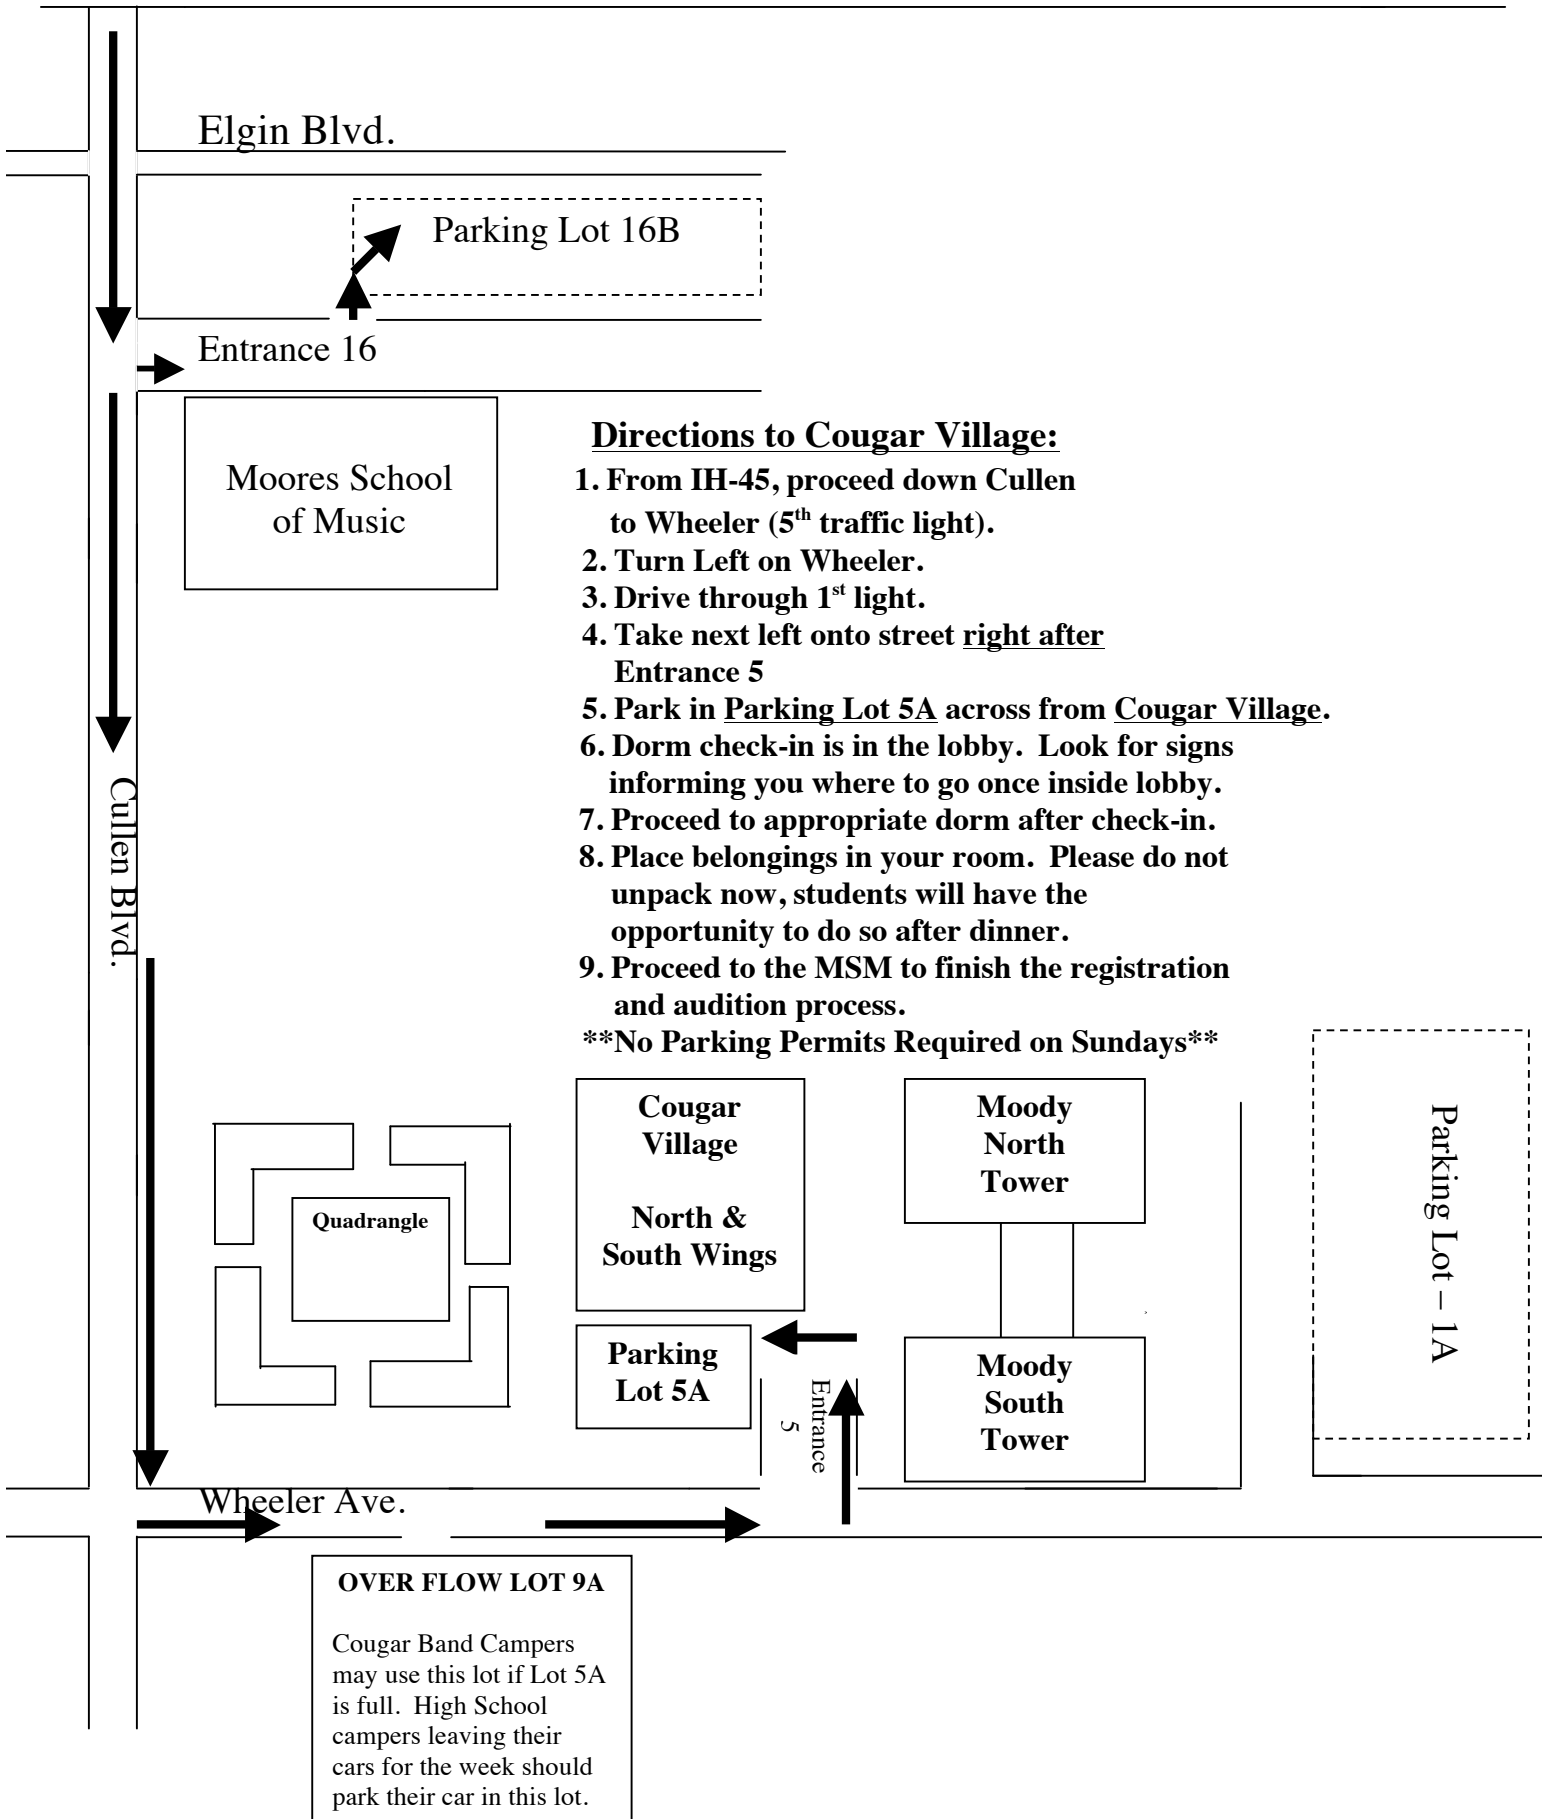 Elgin Blvd.
Parking Lot 16B
Entrance 16
Moores School
of Music
Directions to Cougar Village:
1. From IH-45, proceed down Cullen
to Wheeler (5th traffic light).
2. Turn Left on Wheeler.
3. Drive through 1st light.
4. Take next left onto street right after
Entrance 5
5. Park in Parking Lot 5A across from Cougar Village.
6. Dorm check-in is in the lobby.  Look for signs
informing you where to go once inside lobby.
7. Proceed to appropriate dorm after check-in.
8. Place belongings in your room.  Please do not
unpack now, students will have the
opportunity to do so after dinner.
9. Proceed to the MSM to finish the registration
and audition process.
**No Parking Permits Required on Sundays**
Cullen Blvd.
Quadrangle
Cougar
Village
North &
South Wings
Parking
Lot 5A
Entrance
5
Moody
North
Tower
Moody
South
Tower
Parking Lot – 1A
Wheeler Ave.
OVER FLOW LOT 9A
Cougar Band Campers
may use this lot if Lot 5A
is full.  High School
campers leaving their
cars for the week should
park their car in this lot.